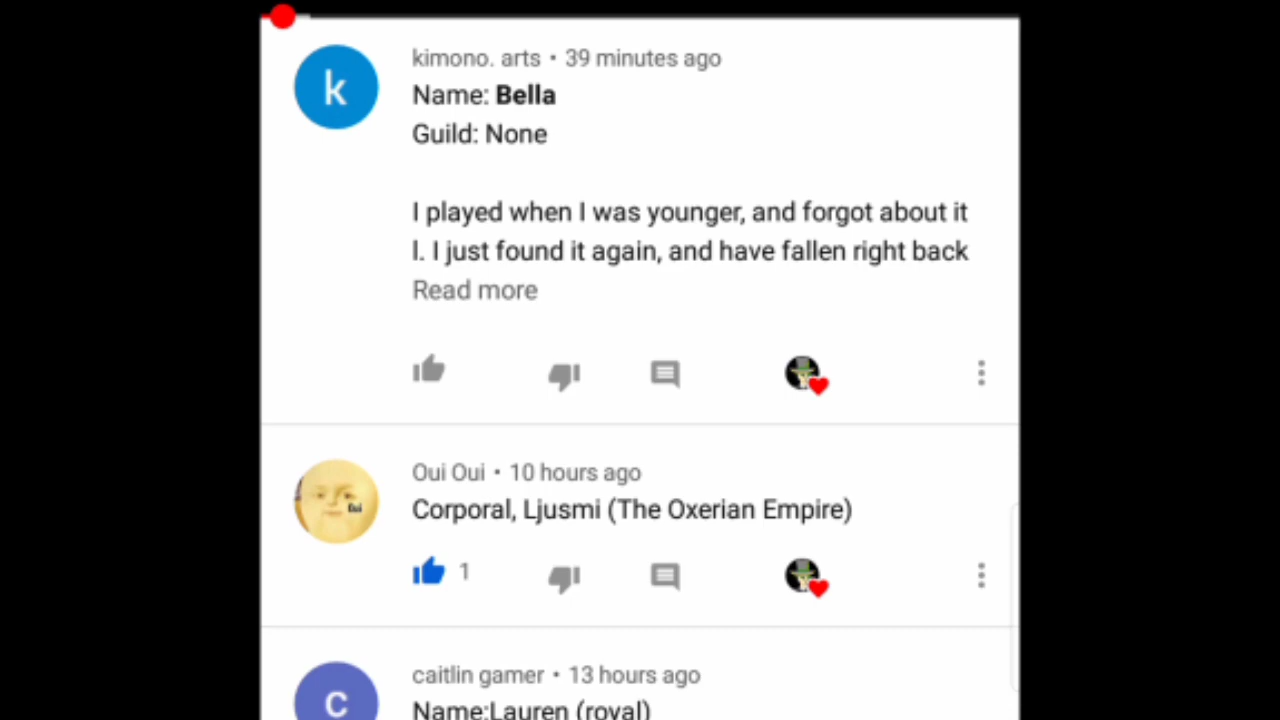 k
kimono. arts • 39 minutes ago
Name: Bella
Guild: None
I played when I was younger, and forgot about it
l. I just found it again, and have fallen right back
Read more
Oui Oui • 10 hours ago
Oui
Corporal, Ljusmi (The Oxerian Empire)
1
c
caitlin gamer • 13 hours ago
Name:Lauren (royal)